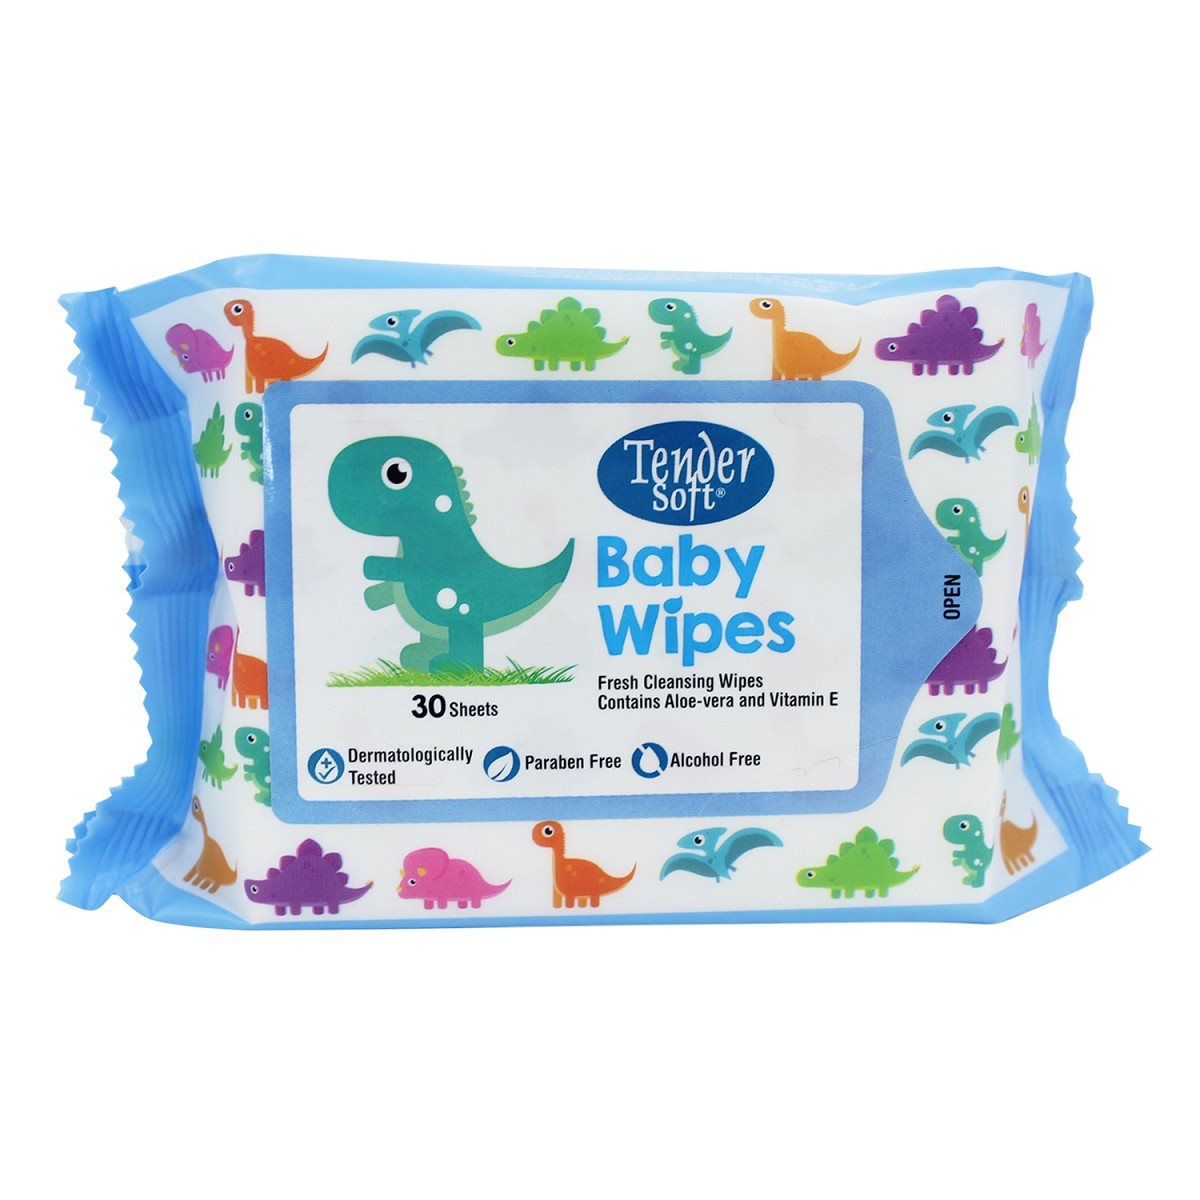 Tender
Soft®
Baby
Wipes
Fresh Cleansing Wipes
Contains Aloe-vera and Vitamin E
30 Sheets
Dermatologically
Tested
Paraben Free
Alcohol Free
OPEN